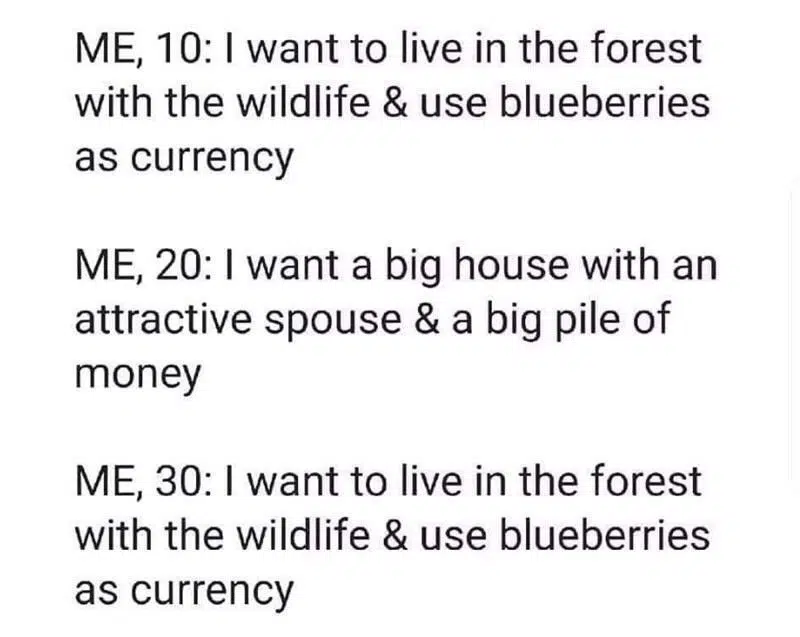 ME, 10: I want to live in the forest
with the wildlife & use blueberries
as currency
ME, 20: I want a big house with an
attractive spouse & a big pile of
money
ME, 30: I want to live in the forest
with the wildlife & use blueberries
as currency